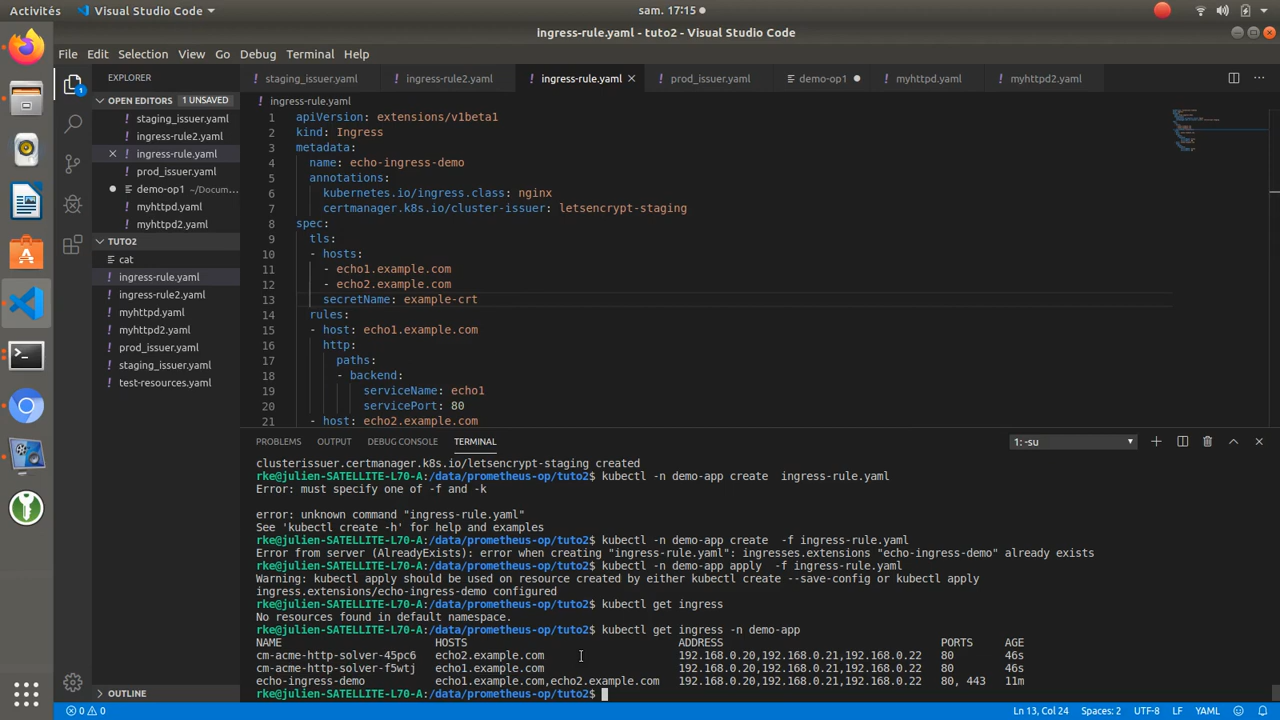 Activités
Visual Studio Code
sam. 17:15
ingress-rule.yaml - tuto2 - Visual Studio Code
File Edit Selection View Go Debug Terminal Help
EXPLORER
OPEN EDITORS 1 UNSAVED
staging_issuer.yaml
ingress-rule2.yaml
ingress-rule.yaml
prod_issuer.yaml
demo-op1 ~/Docum...
myhttpd.yaml
myhttpd2.yaml
TUTO2
cat
ingress-rule.yaml
ingress-rule2.yaml
myhttpd.yaml
myhttpd2.yaml
prod_issuer.yaml
staging_issuer.yaml
test-resources.yaml
OUTLINE
1
staging_issuer.yaml ingress-rule2.yaml ingress-rule.yaml prod_issuer.yaml demo-op1 myhttpd.yaml myhttpd2.yaml
ingress-rule.yaml
1 apiVersion: extensions/v1beta1
2 kind: Ingress
3 metadata:
4 name: echo-ingress-demo
5 annotations:
6 kubernetes.io/ingress.class: nginx
7 certmanager.k8s.io/cluster-issuer: letsencrypt-staging
8 spec:
9 tls:
10 - hosts:
11 - echo1.example.com
12 - echo2.example.com
13 secretName: example-crt
14 rules:
15 - host: echo1.example.com
16 http:
17 paths:
18 - backend:
19 serviceName: echo1
20 servicePort: 80
21 - host: echo2.example.com
PROBLEMS OUTPUT DEBUG CONSOLE TERMINAL 1: -su
clusterissuer.certmanager.k8s.io/letsencrypt-staging created
rke@julien-SATELLITE-L70-A:/data/prometheus-op/tuto2$ kubectl -n demo-app create  ingress-rule.yaml
Error: must specify one of -f and -k
error: unknown command "ingress-rule.yaml"
See 'kubectl create -h' for help and examples
rke@julien-SATELLITE-L70-A:/data/prometheus-op/tuto2$ kubectl -n demo-app create  -f ingress-rule.yaml
Error from server (AlreadyExists): error when creating "ingress-rule.yaml": ingresses.extensions "echo-ingress-demo" already exists
rke@julien-SATELLITE-L70-A:/data/prometheus-op/tuto2$ kubectl -n demo-app apply  -f ingress-rule.yaml
Warning: kubectl apply should be used on resource created by either kubectl create --save-config or kubectl apply
ingress.extensions/echo-ingress-demo configured
rke@julien-SATELLITE-L70-A:/data/prometheus-op/tuto2$ kubectl get ingress
No resources found in default namespace.
rke@julien-SATELLITE-L70-A:/data/prometheus-op/tuto2$ kubectl get ingress -n demo-app
NAME HOSTS ADDRESS PORTS AGE
cm-acme-http-solver-45pc6 echo2.example.com 192.168.0.20,192.168.0.21,192.168.0.22 80 46s
cm-acme-http-solver-f5wtj echo1.example.com 192.168.0.20,192.168.0.21,192.168.0.22 80 46s
echo-ingress-demo echo1.example.com,echo2.example.com 192.168.0.20,192.168.0.21,192.168.0.22 80, 443 11m
rke@julien-SATELLITE-L70-A:/data/prometheus-op/tuto2$
0 0 Ln 13, Col 24 Spaces: 2 UTF-8 LF YAML